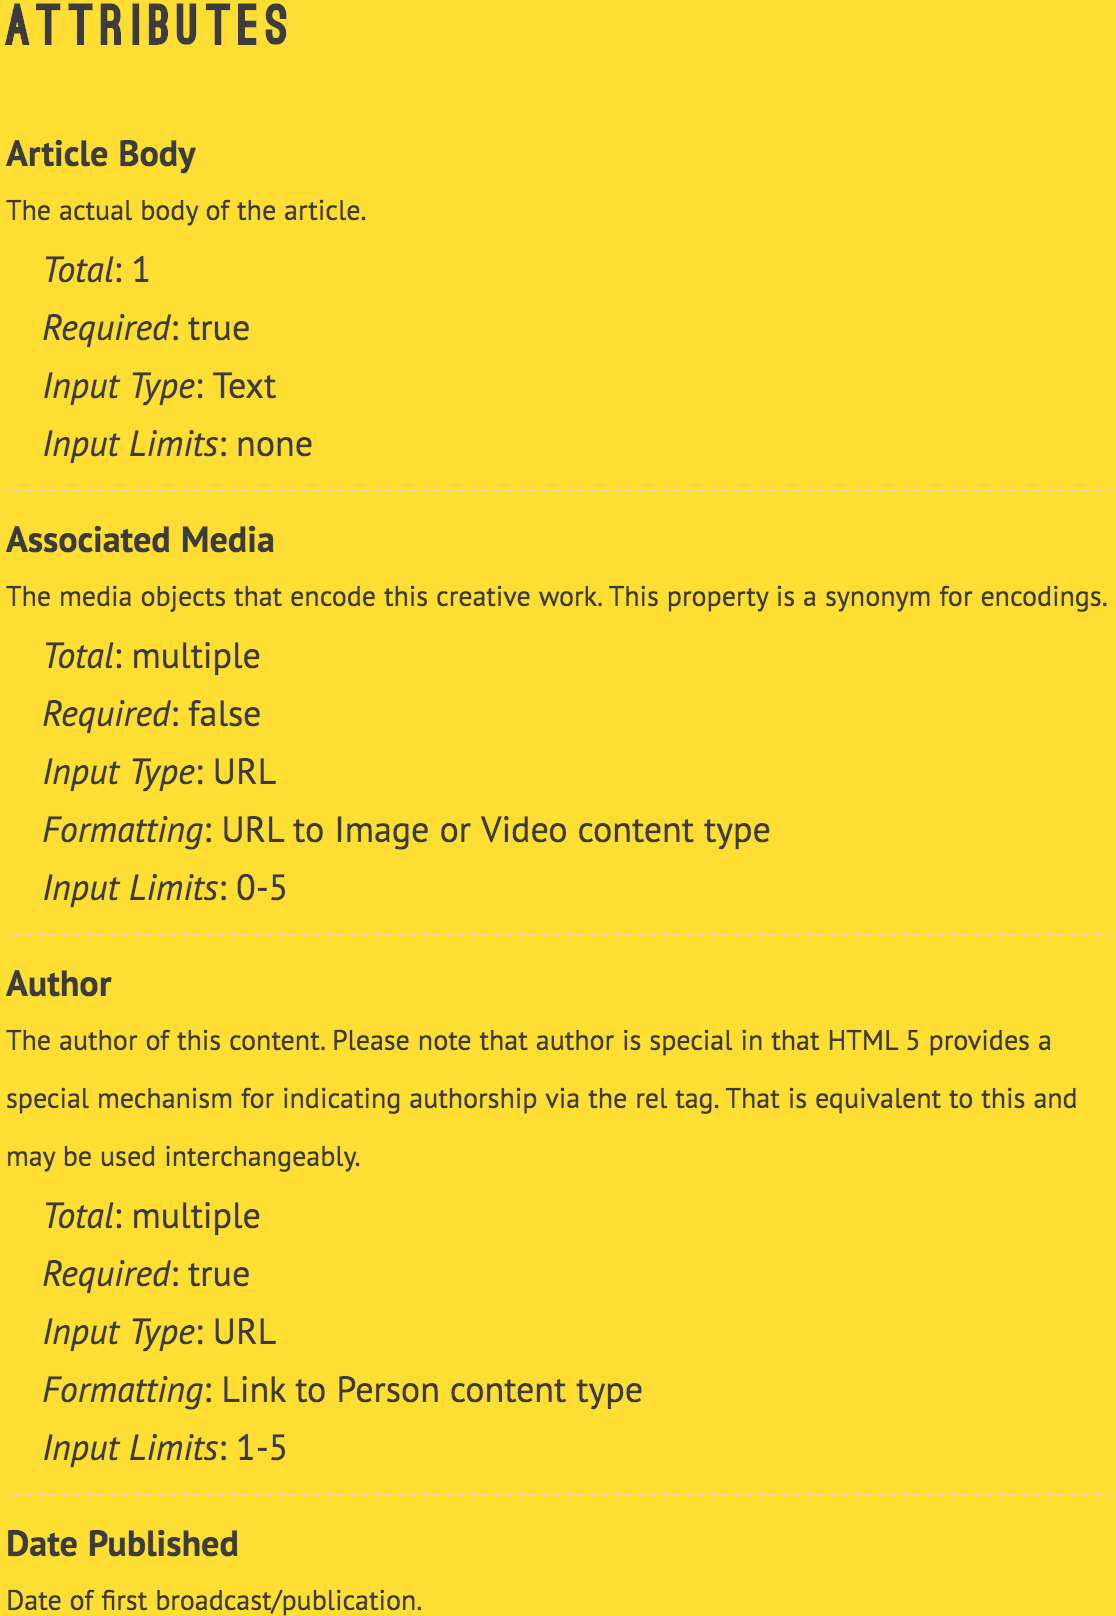 ATTRIBUTES
Article Body
The actual body of the article.
Total: 1
Required: true
Input Type: Text
Input Limits: none
Associated Media
The media objects that encode this creative work. This property is a synonym for encodings.
Total: multiple
Required: false
Input Type: URL
Formatting: URL to Image or Video content type
Input Limits: 0-5
Author
The author of this content. Please note that author is special in that HTML 5 provides a
special mechanism for indicating authorship via the rel tag. That is equivalent to this and
may be used interchangeably.
Total: multiple
Required: true
Input Type: URL
Formatting: Link to Person content type
Input Limits: 1-5
Date Published
Date of first broadcast/publication.